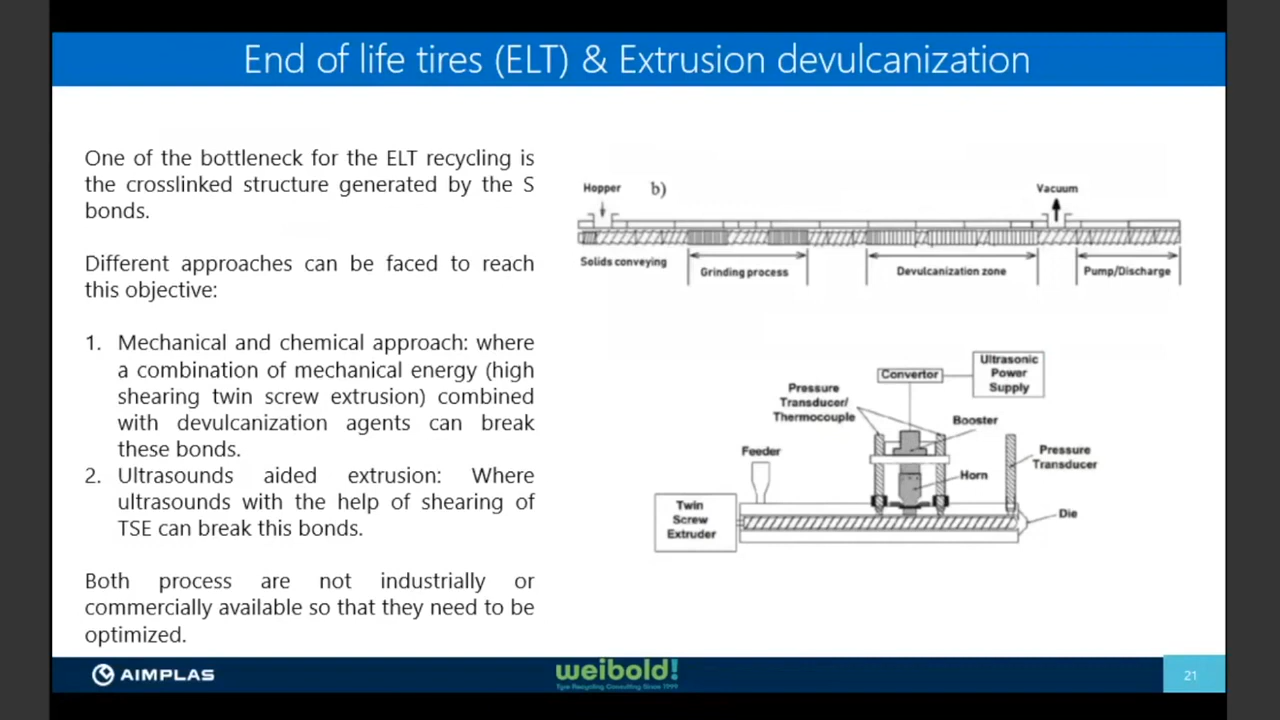 End of life tires (ELT) & Extrusion devulcanization
One of the bottleneck for the ELT recycling is
the crosslinked structure generated by the S
bonds.
Different approaches can be faced to reach
this objective:
1. Mechanical and chemical approach: where
a combination of mechanical energy (high
shearing twin screw extrusion) combined
with devulcanization agents can break
these bonds.
2. Ultrasounds aided extrusion: Where
ultrasounds with the help of shearing of
TSE can break this bonds.
Both process are not industrially or
commercially available so that they need to be
optimized.
Hopper
b)
Vacuum
Solids conveying
Grinding process
Devulcanization zone
Pump/Discharge
Ultrasonic
Power
Supply
Convertor
Pressure
Transducer/
Thermocouple
Booster
Feeder
Pressure
Transducer
Horn
Twin
Screw
Extruder
Die
AIMPLAS
weibold!
Tyre Recycling Consulting Since 1999
21